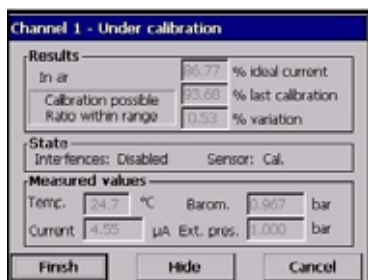 Channel 1 - Under calibration
Results
In air 86.77 % ideal current
Calibration possible 93.68 % last calibration
Ratio within range 0.53 % variation
State
Interfences: Disabled Sensor: Cal.
Measured values
Temp. 24.7 °C Barom. 0.967 bar
Current 4.55 µA Ext. pres. 1.000 bar
Finish Hide Cancel